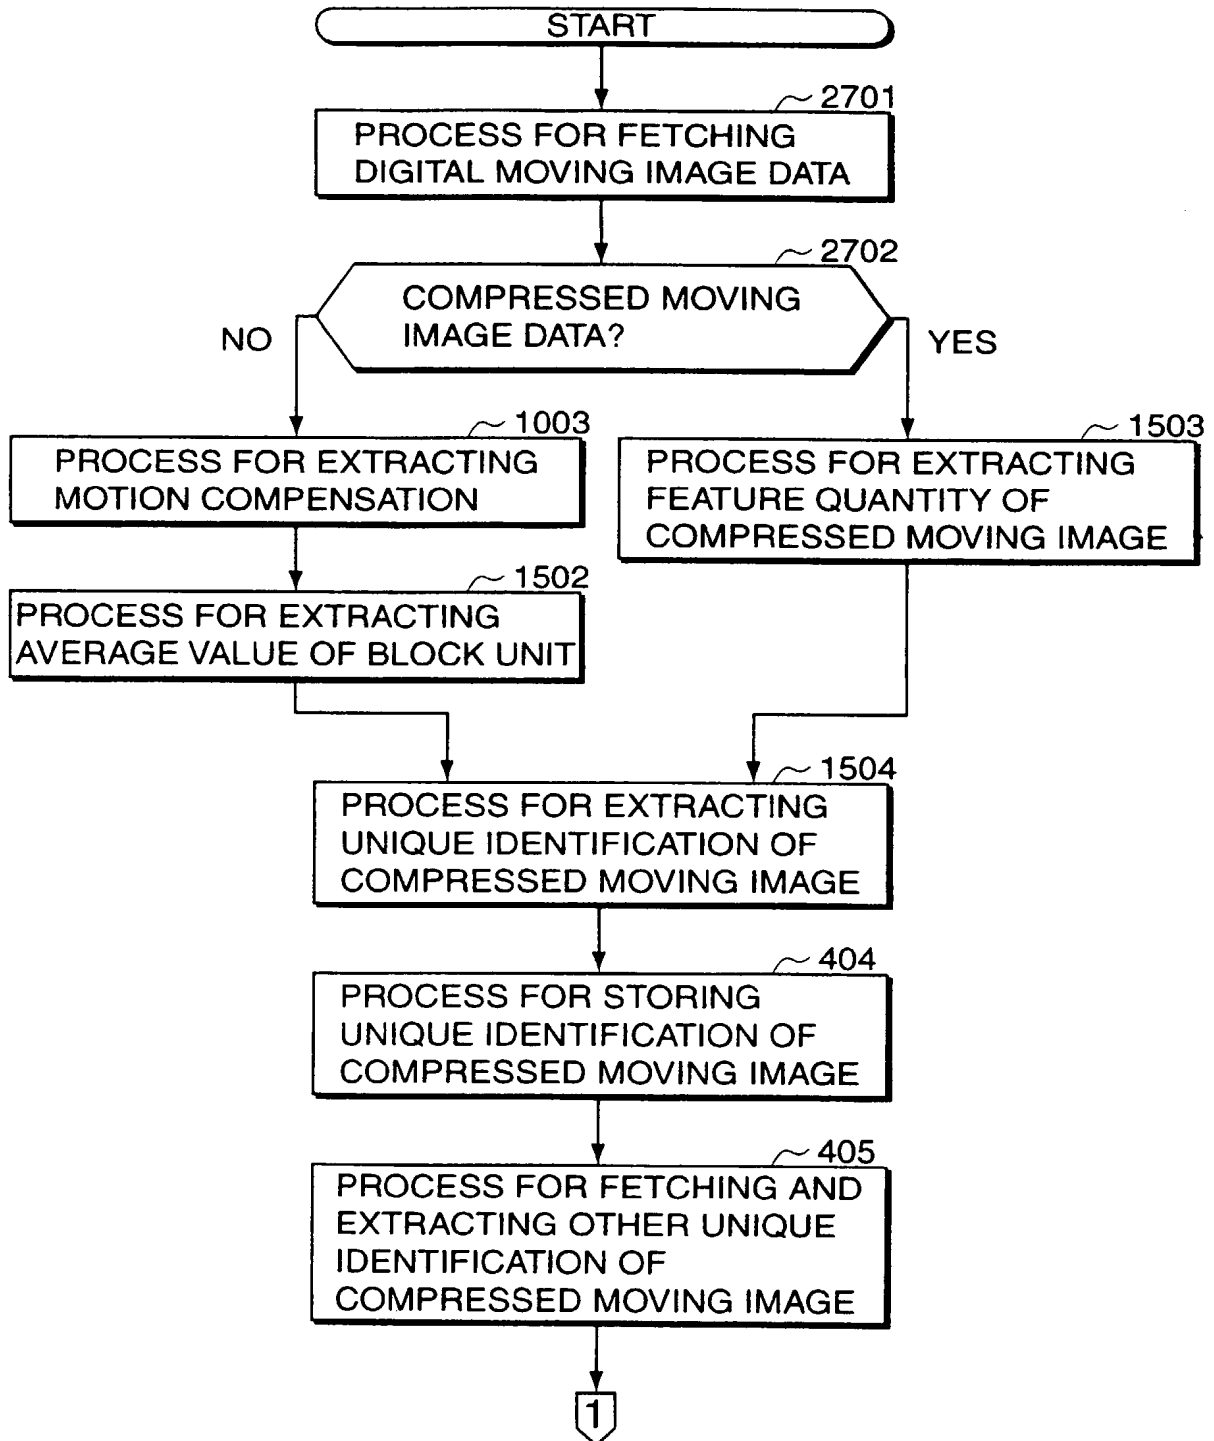 START
2701
PROCESS FOR FETCHING
DIGITAL MOVING IMAGE DATA
2702
COMPRESSED MOVING
IMAGE DATA?
NO
YES
1003
PROCESS FOR EXTRACTING
MOTION COMPENSATION
1503
PROCESS FOR EXTRACTING
FEATURE QUANTITY OF
COMPRESSED MOVING IMAGE
1502
PROCESS FOR EXTRACTING
AVERAGE VALUE OF BLOCK UNIT
1504
PROCESS FOR EXTRACTING
UNIQUE IDENTIFICATION OF
COMPRESSED MOVING IMAGE
404
PROCESS FOR STORING
UNIQUE IDENTIFICATION OF
COMPRESSED MOVING IMAGE
405
PROCESS FOR FETCHING AND
EXTRACTING OTHER UNIQUE
IDENTIFICATION OF
COMPRESSED MOVING IMAGE
1